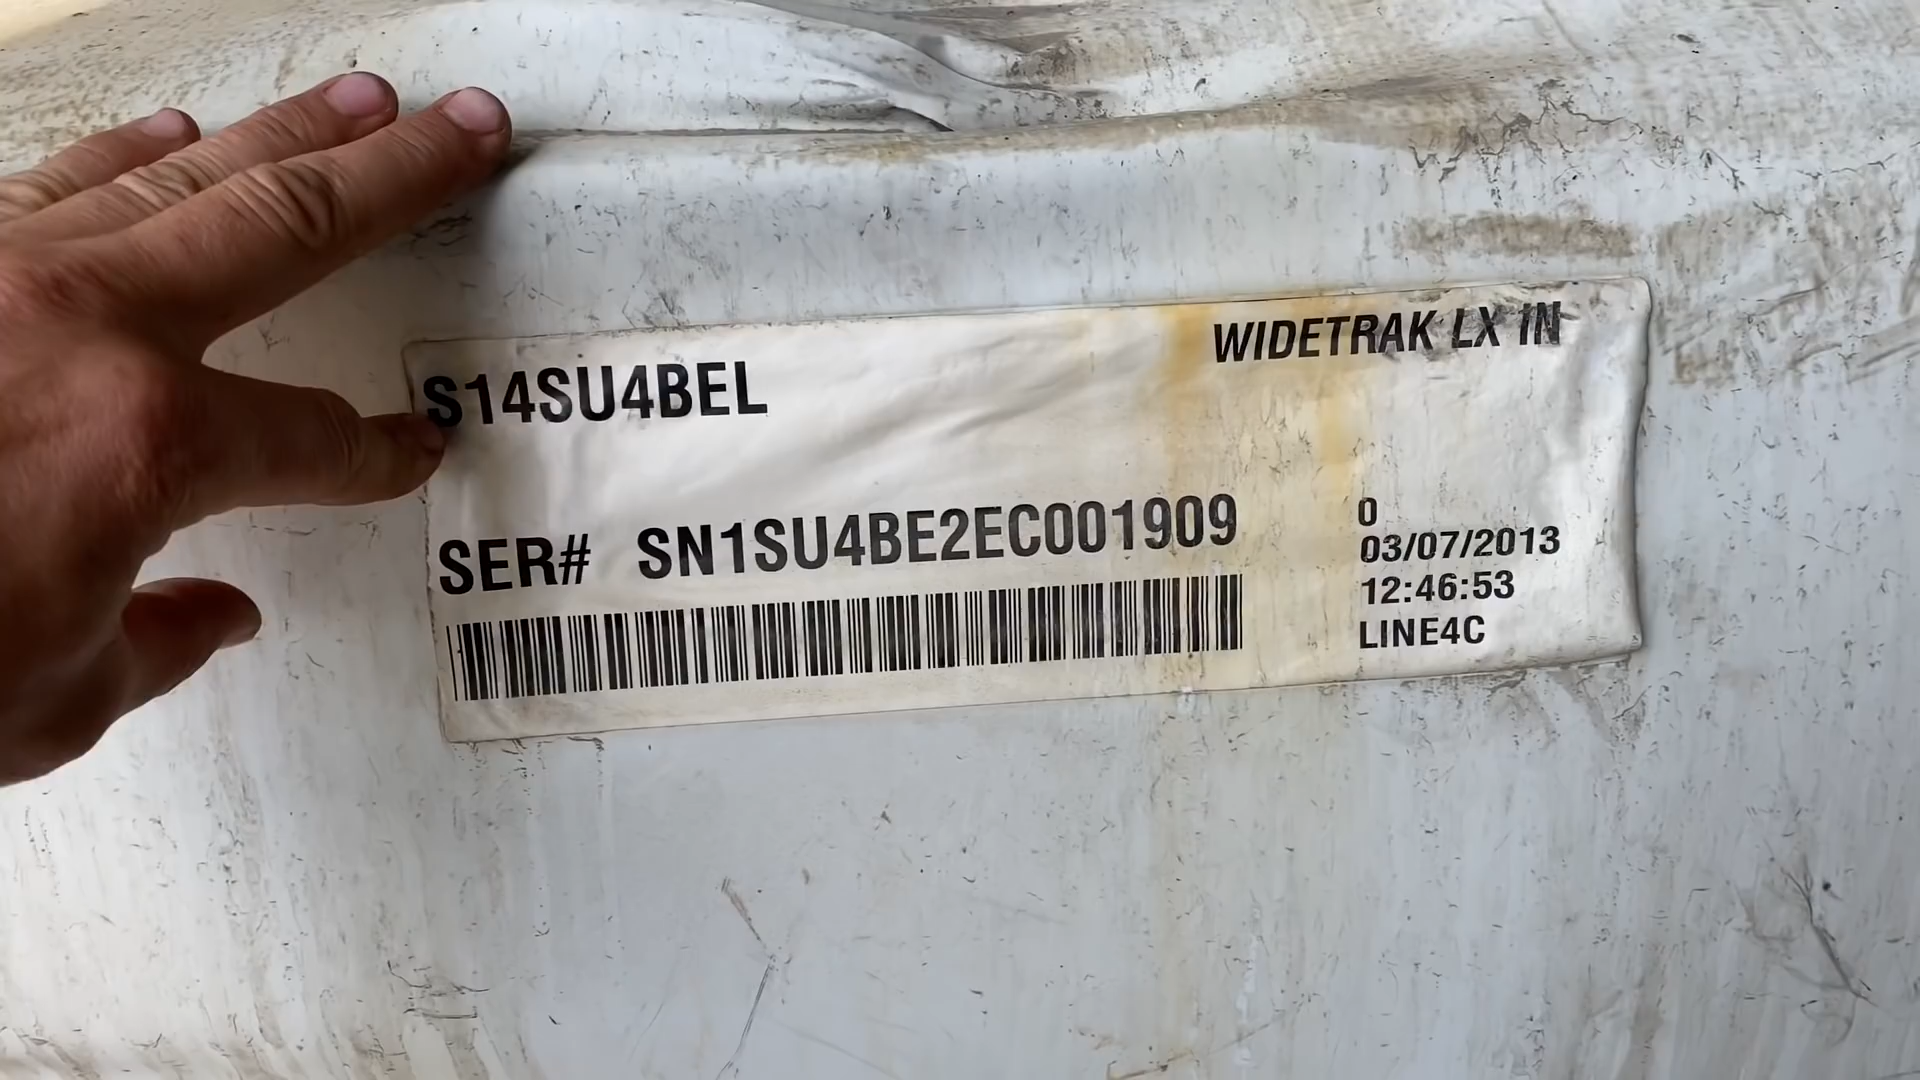 WIDETRAK LX IN
S14SU4BEL
SER# SN1SU4BE2EC001909
0
03/07/2013
12:46:53
LINE4C